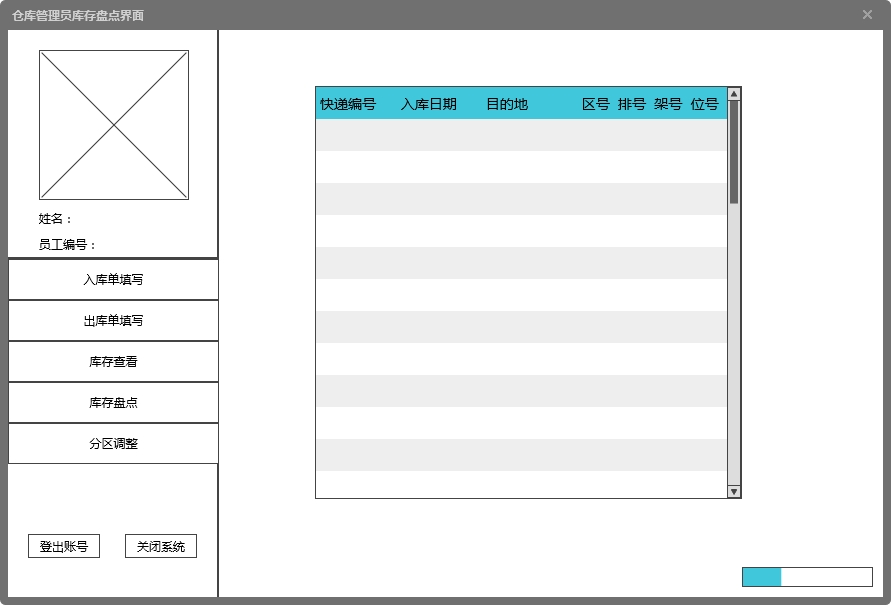 仓库管理员库存盘点界面
姓名：
员工编号：
入库单填写
出库单填写
库存查看
库存盘点
分区调整
登出账号 关闭系统
快递编号 入库日期 目的地 区号 排号 架号 位号